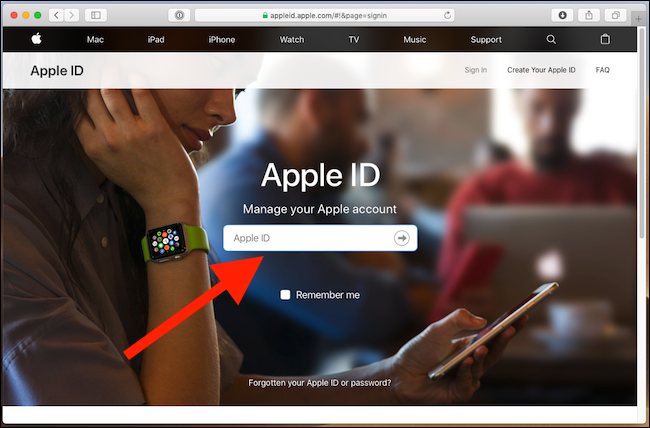 appleid.apple.com/#!&page=signin
Mac iPad iPhone Watch TV Music Support
Apple ID Sign In Create Your Apple ID FAQ
Apple ID
Manage your Apple account
Apple ID
Remember me
Forgotten your Apple ID or password?